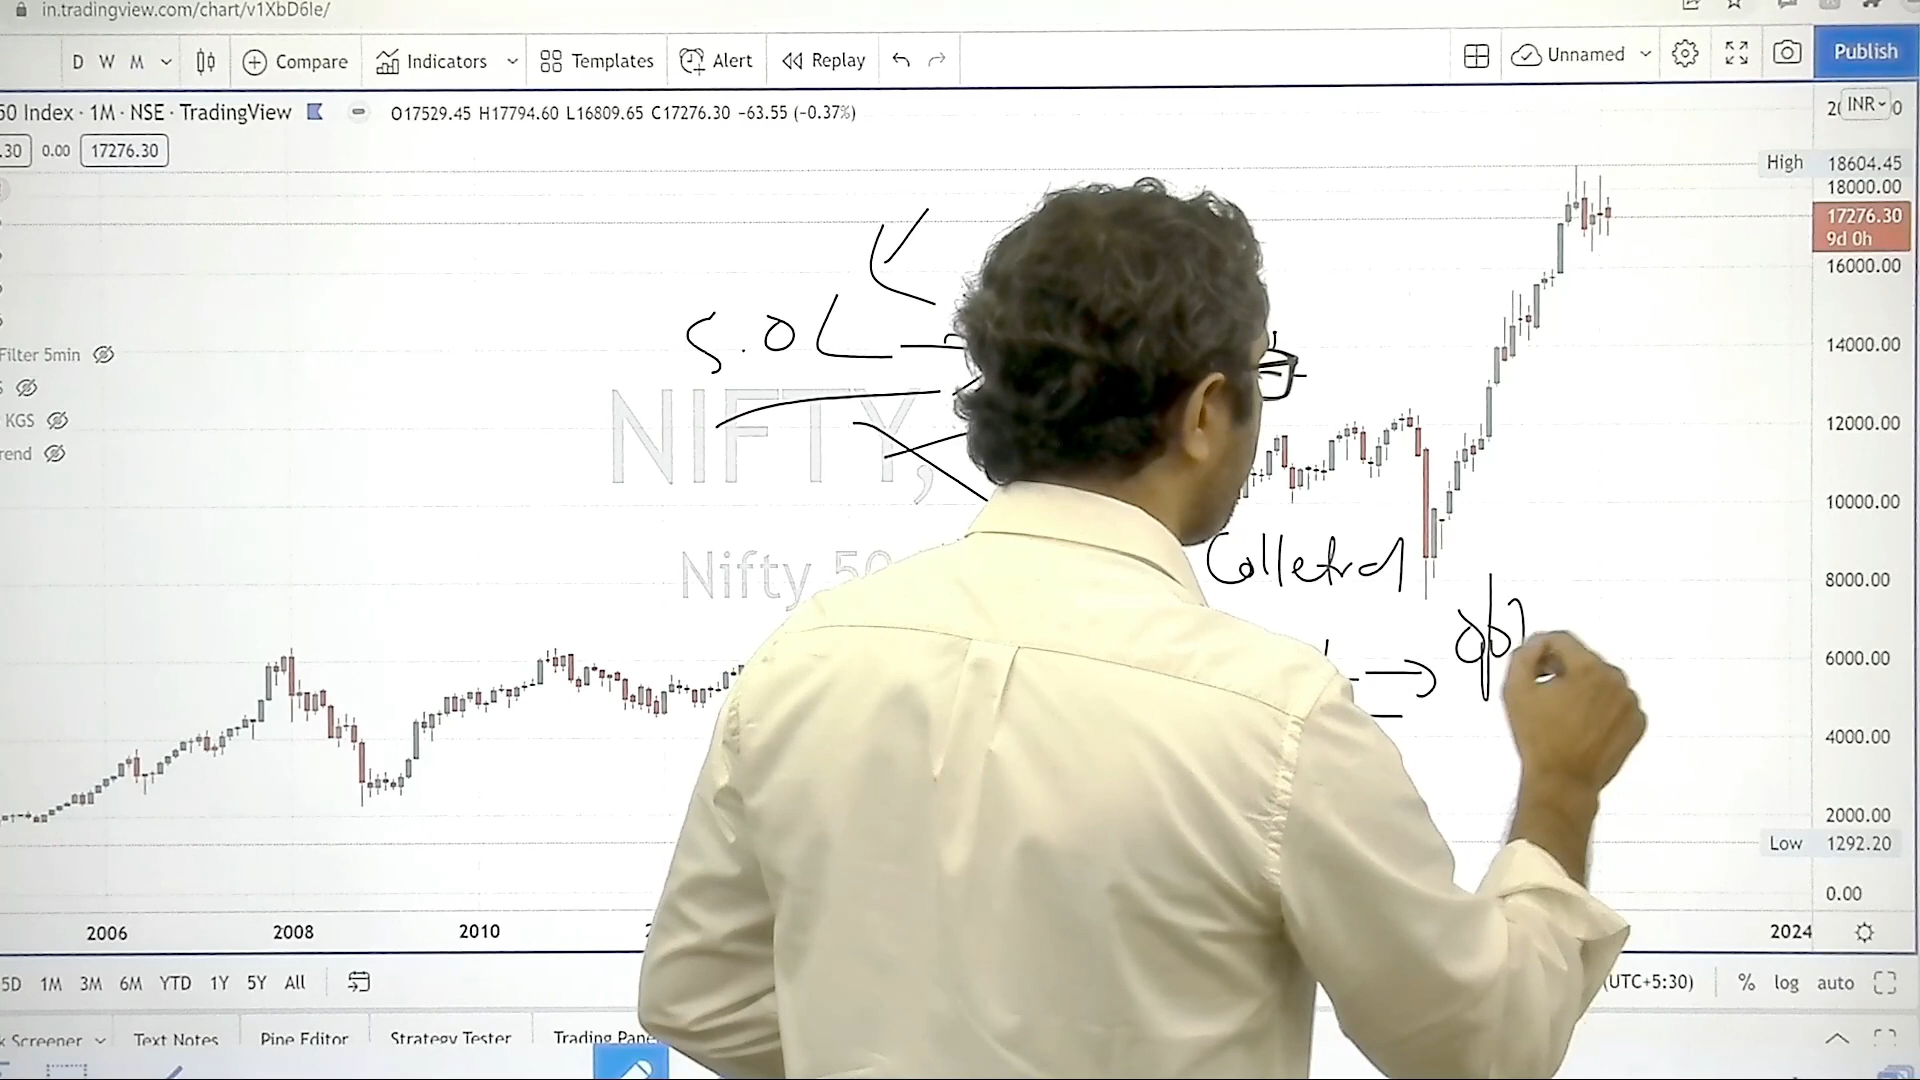 in.tradingview.com/chart/v1XbD6Ie/
D W M Compare Indicators Templates Alert Replay Unnamed Publish
50 Index · 1M · NSE · TradingView O17529.45 H17794.60 L16809.65 C17276.30 −63.55 (−0.37%)
INR
.30 0.00 17276.30
High 18604.45
18000.00
17276.30
9d 0h
16000.00
S.OL
Filter 5min
14000.00
KGS
NIFTY,
12000.00
rend
10000.00
Colletral
Nifty 50
8000.00
6000.00
4000.00
2000.00
Low 1292.20
0.00
2006 2008 2010 2024
5D 1M 3M 6M YTD 1Y 5Y All (UTC+5:30) % log auto
k Screener Text Notes Pine Editor Strategy Tester Trading Pane